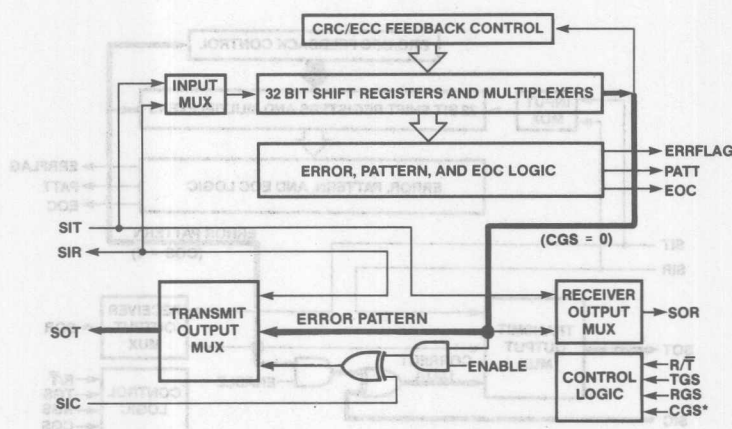 CRC/ECC FEEDBACK CONTROL
INPUT
MUX
32 BIT SHIFT REGISTERS AND MULTIPLEXERS
ERROR, PATTERN, AND EOC LOGIC
ERRFLAG
PATT
EOC
SIT
SIR
(CGS = 0)
TRANSMIT
OUTPUT
MUX
ERROR PATTERN
RECEIVER
OUTPUT
MUX
SOR
SOT
ENABLE
CONTROL
LOGIC
R/T̅
TGS
RGS
CGS*
SIC